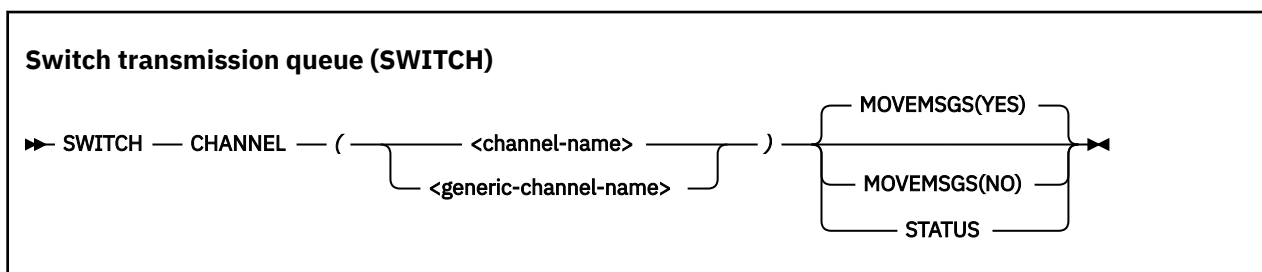 Switch transmission queue (SWITCH)
MOVEMSGS(YES)
SWITCH CHANNEL ( <channel-name> )
<generic-channel-name> MOVEMSGS(NO)
STATUS